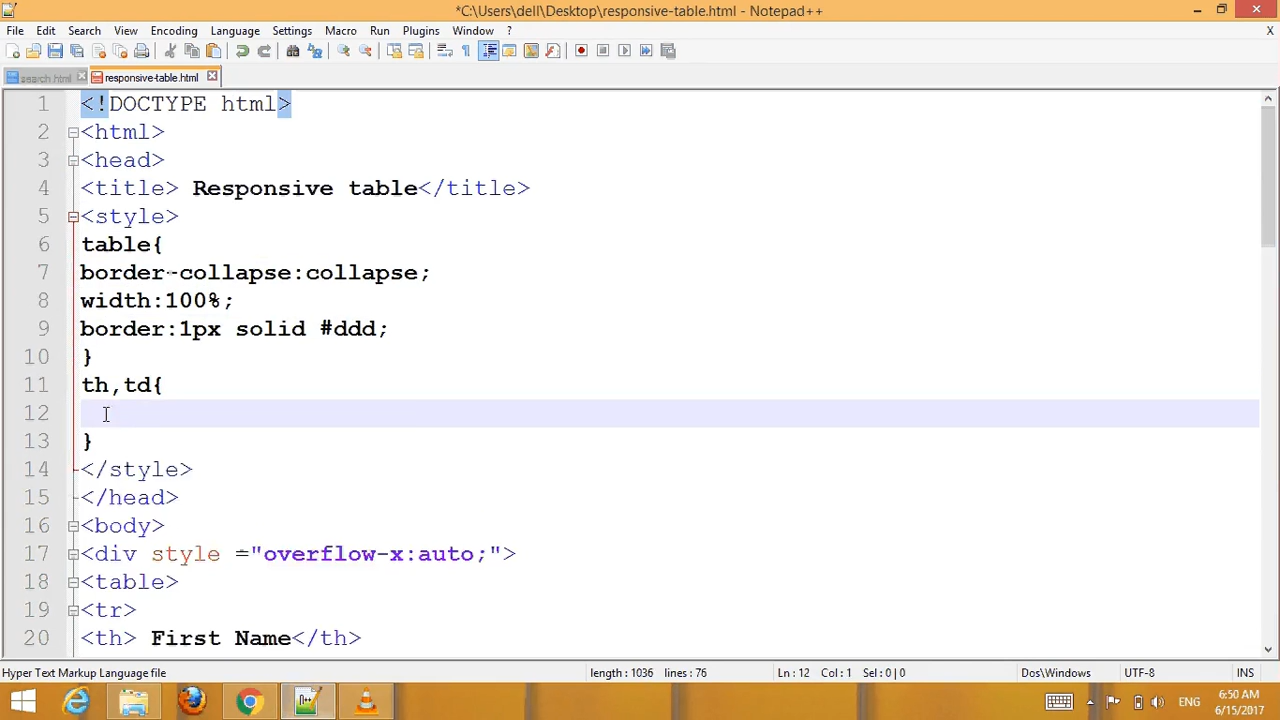 *C:\Users\dell\Desktop\responsive-table.html - Notepad++
File Edit Search View Encoding Language Settings Macro Run Plugins Window ? X
search.html responsive-table.html
1 <!DOCTYPE html>
2 <html>
3 <head>
4 <title> Responsive table</title>
5 <style>
6 table{
7 border-collapse:collapse;
8 width:100%;
9 border:1px solid #ddd;
10 }
11 th,td{
12
13 }
14 </style>
15 </head>
16 <body>
17 <div style ="overflow-x:auto;">
18 <table>
19 <tr>
20 <th> First Name</th>
Hyper Text Markup Language file length : 1036 lines : 76 Ln : 12 Col : 1 Sel : 0 | 0 Dos\Windows UTF-8 INS
ENG 6:50 AM
6/15/2017